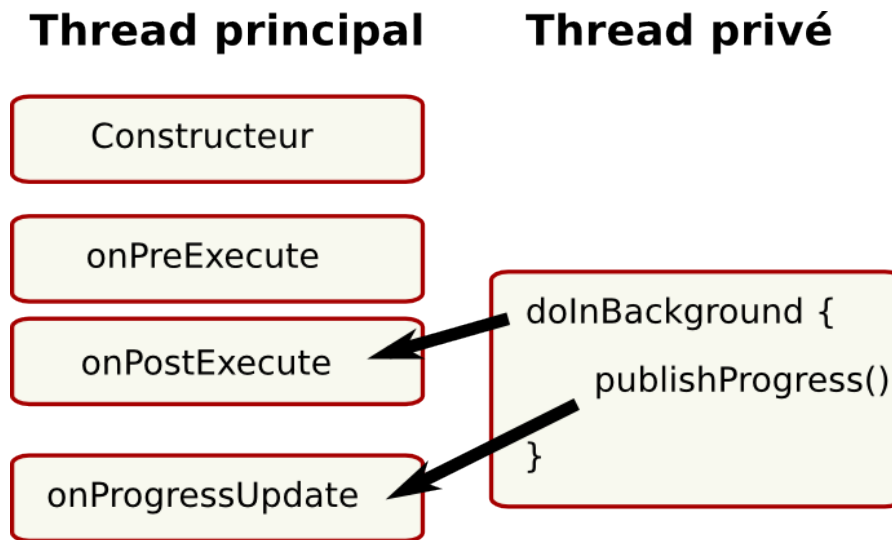 Thread principal
Thread privé
Constructeur
onPreExecute
onPostExecute
onProgressUpdate
doInBackground {
publishProgress()
}